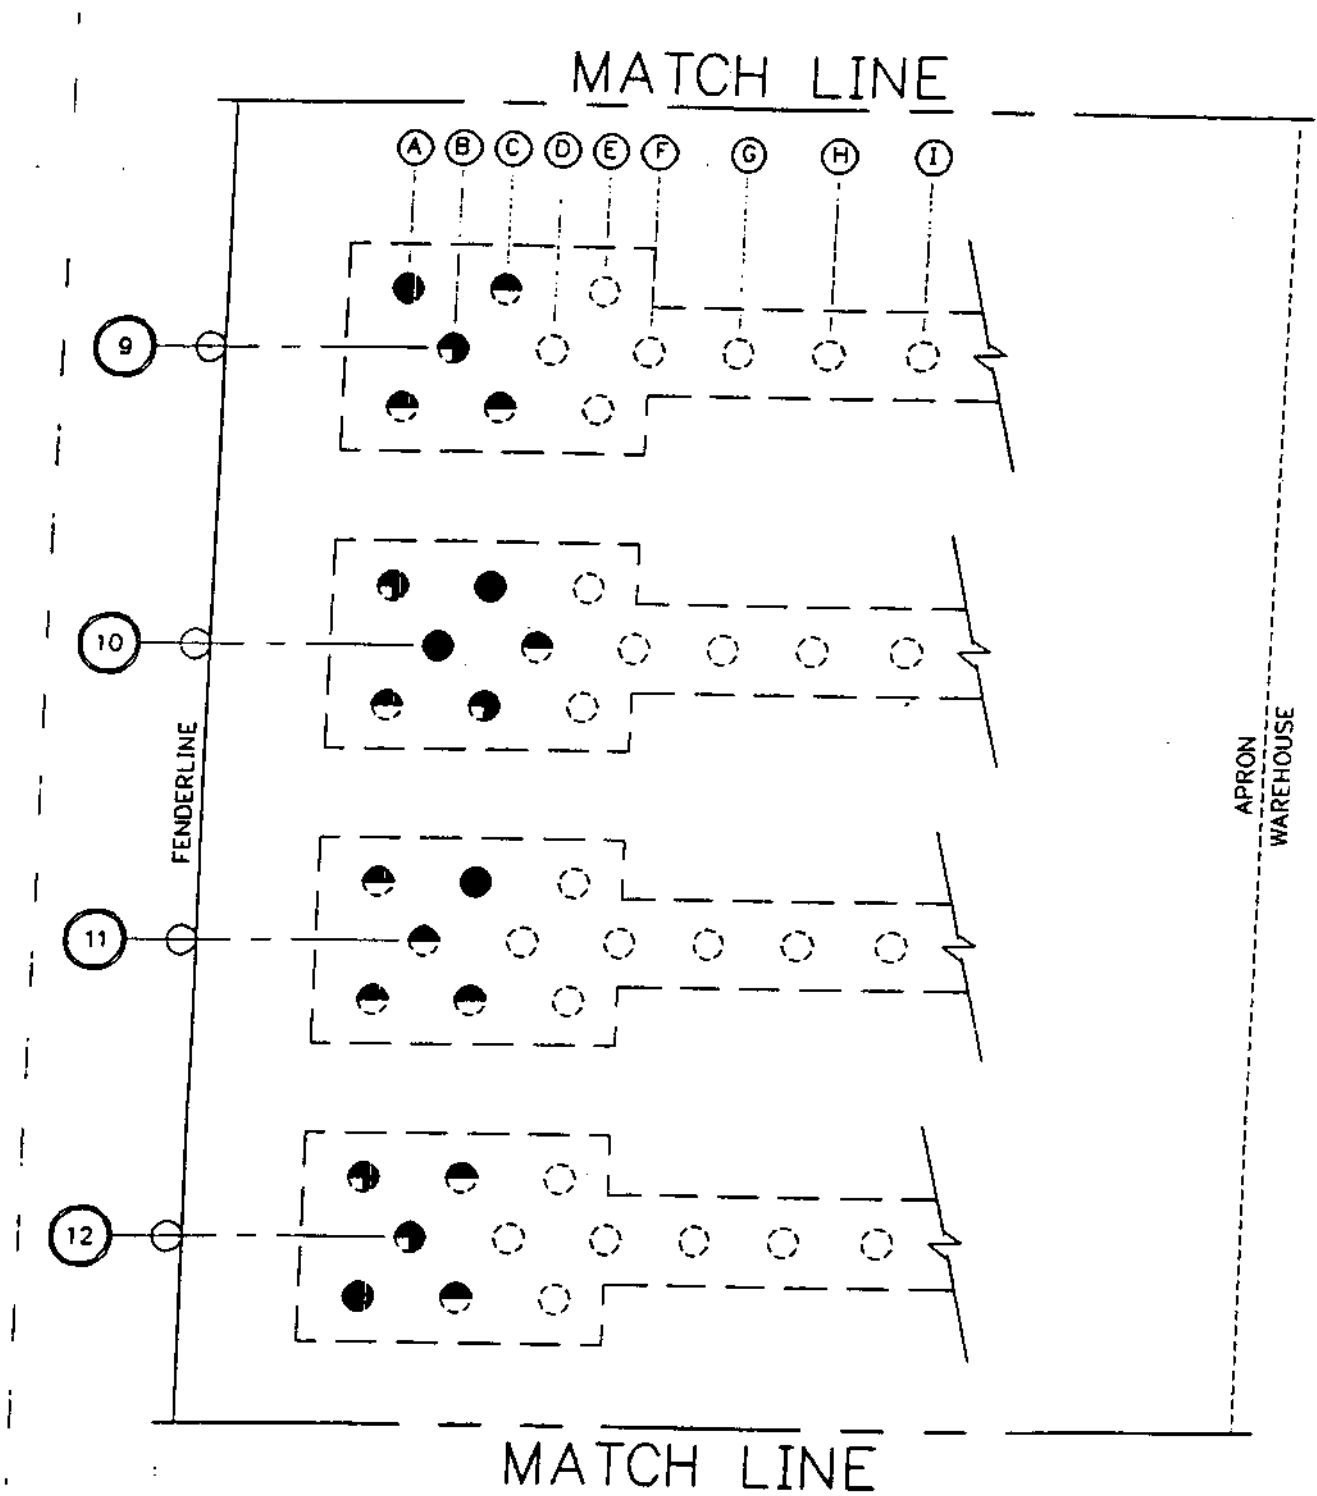 MATCH LINE
A B C D E F G H I
9
10
FENDERLINE
APRON
WAREHOUSE
11
12
MATCH LINE